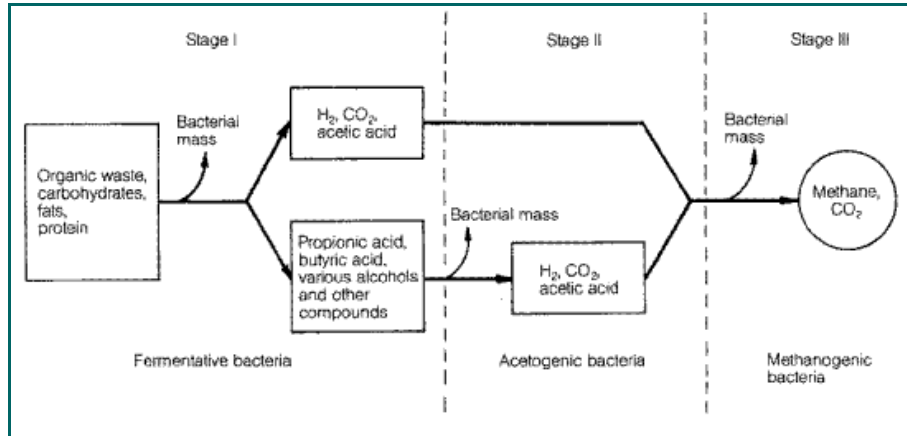 Stage I
Stage II
Stage III
Organic waste,
carbohydrates,
fats,
protein
Bacterial
mass
H2, CO2,
acetic acid
Propionic acid,
butyric acid,
various alcohols
and other
compounds
Bacterial mass
H2, CO2,
acetic acid
Bacterial
mass
Methane,
CO2
Fermentative bacteria
Acetogenic bacteria
Methanogenic
bacteria